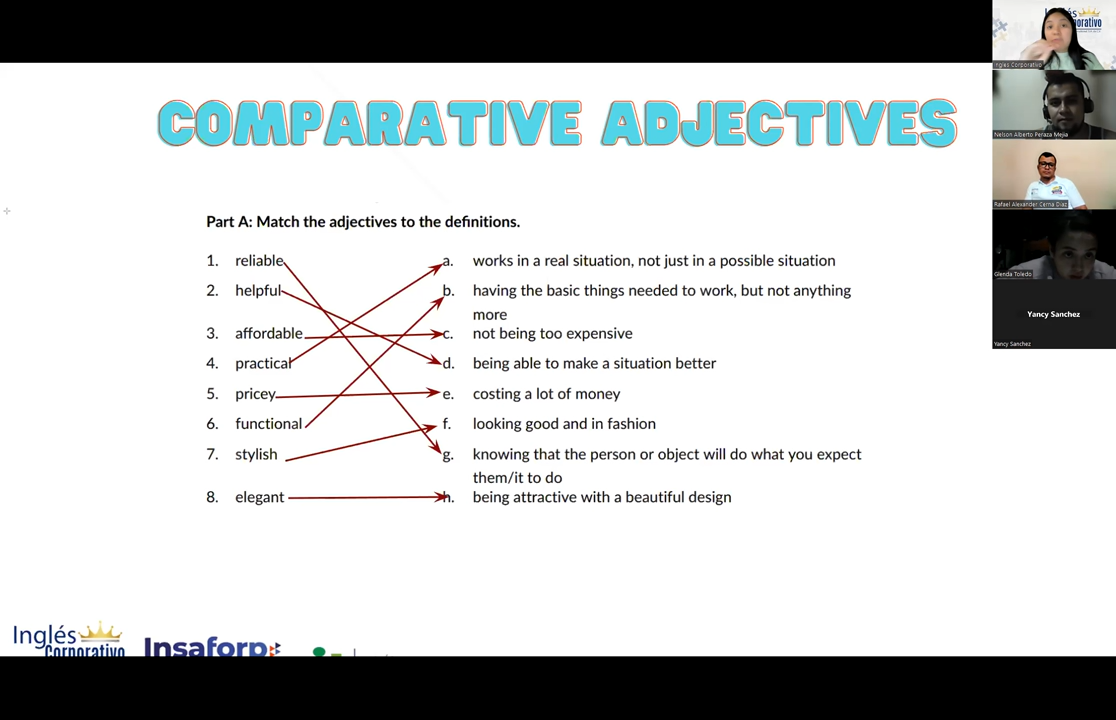 COMPARATIVE ADJECTIVES
Part A: Match the adjectives to the definitions.
1. reliable
2. helpful
3. affordable
4. practical
5. pricey
6. functional
7. stylish
8. elegant
a. works in a real situation, not just in a possible situation
b. having the basic things needed to work, but not anything
more
c. not being too expensive
d. being able to make a situation better
e. costing a lot of money
f. looking good and in fashion
g. knowing that the person or object will do what you expect
them/it to do
h. being attractive with a beautiful design
Inglés
Corporativo
Insaforp
Inglés Corporativo
Nelson Alberto Peraza Mejia
Rafael Alexander Cerna Diaz
Glenda Toledo
Yancy Sanchez
Yancy Sanchez